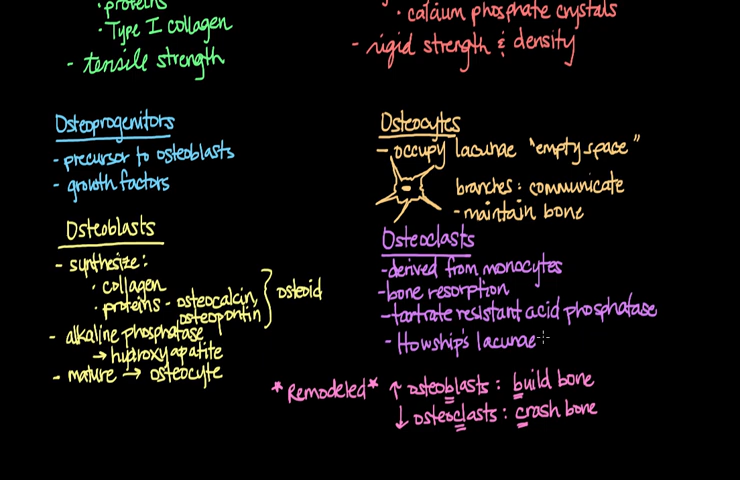 · proteins
· Type I collagen
- tensile strength
· calcium phosphate crystals
- rigid strength & density
Osteoprogenitors
- precursor to osteoblasts
- growth factors
Osteoblasts
- synthesize:
· collagen
· proteins - osteocalcin,
osteopontin
} osteoid
- alkaline phosphatase
→ hydroxyapatite
- mature → osteocyte
Osteocytes
- occupy lacunae "empty space"
branches: communicate
- maintain bone
Osteoclasts
- derived from monocytes
- bone resorption
- tartrate resistant acid phosphatase
- Howship's lacunae
*Remodeled* ↑ osteoblasts: build bone
↓ osteoclasts: crash bone